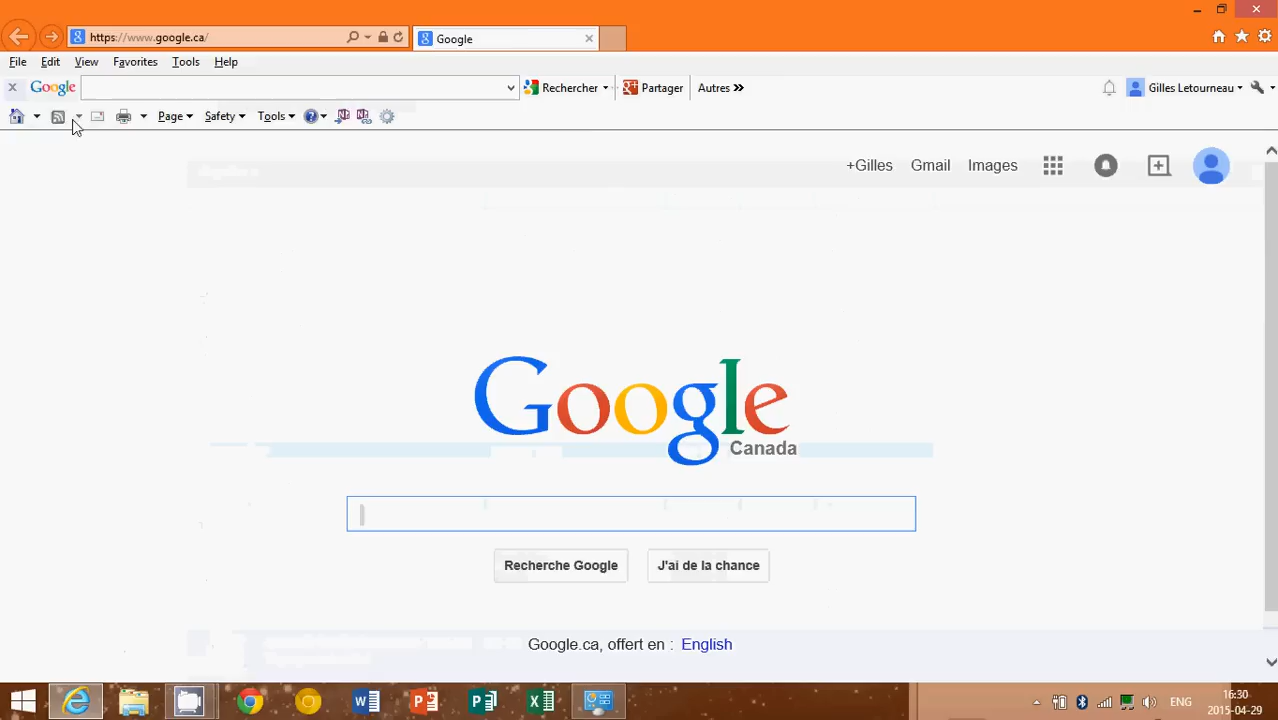 https://www.google.ca/
Google
File Edit View Favorites Tools Help
Google Rechercher Partager Autres Gilles Letourneau
Page Safety Tools
+Gilles Gmail Images
Google
Canada
Recherche Google J'ai de la chance
Google.ca, offert en : English
ENG 16:30
2015-04-29